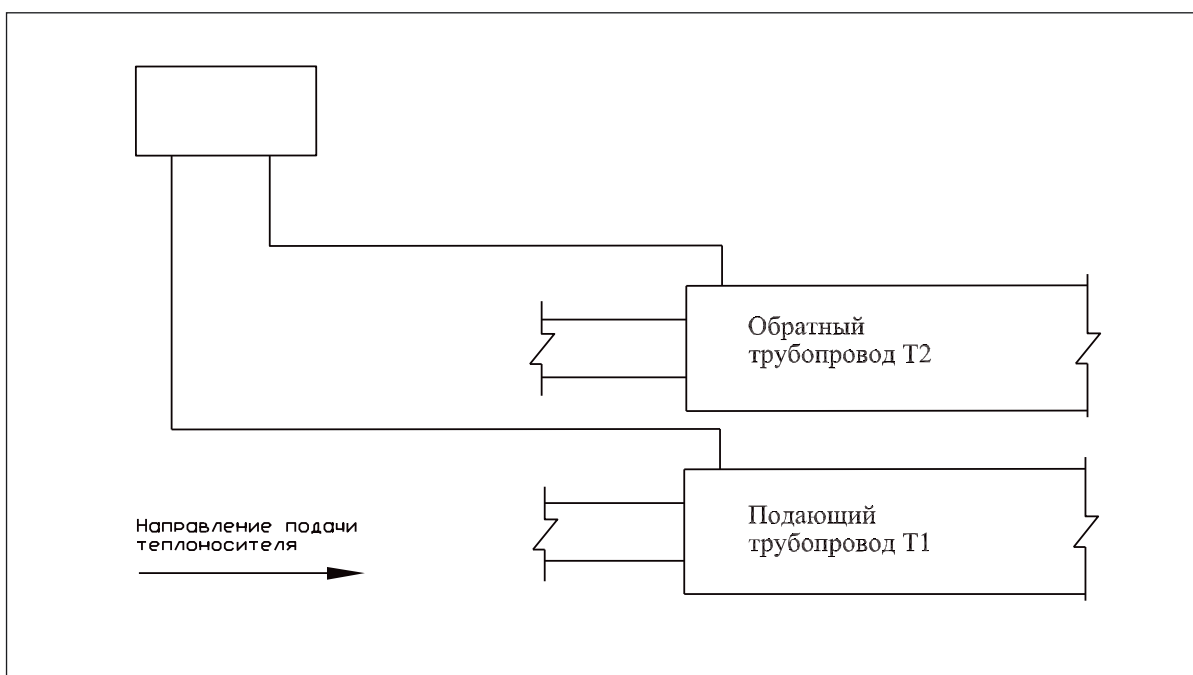 Обратный
трубопровод Т2
Подающий
трубопровод Т1
Направление подачи
теплоносителя